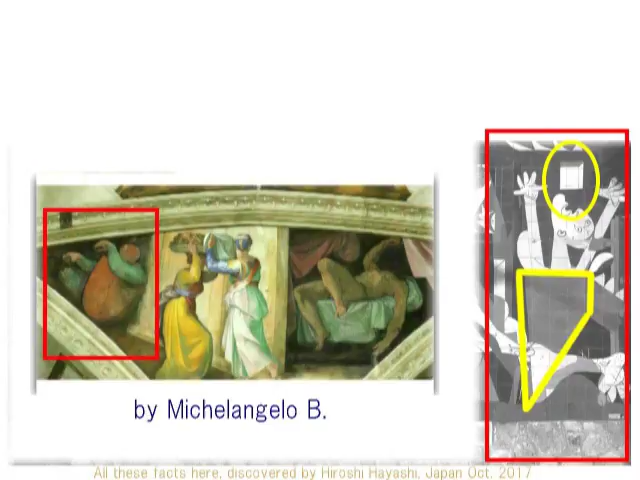 by Michelangelo B.
All these facts here, discovered by Hiroshi Hayashi, Japan Oct. 2017